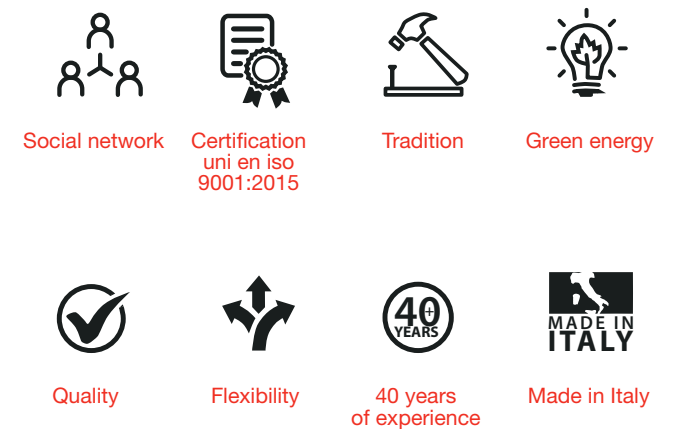 Social network
Certification
uni en iso
9001:2015
Tradition
Green energy
40+
YEARS
MADE IN
ITALY
Quality
Flexibility
40 years
of experience
Made in Italy